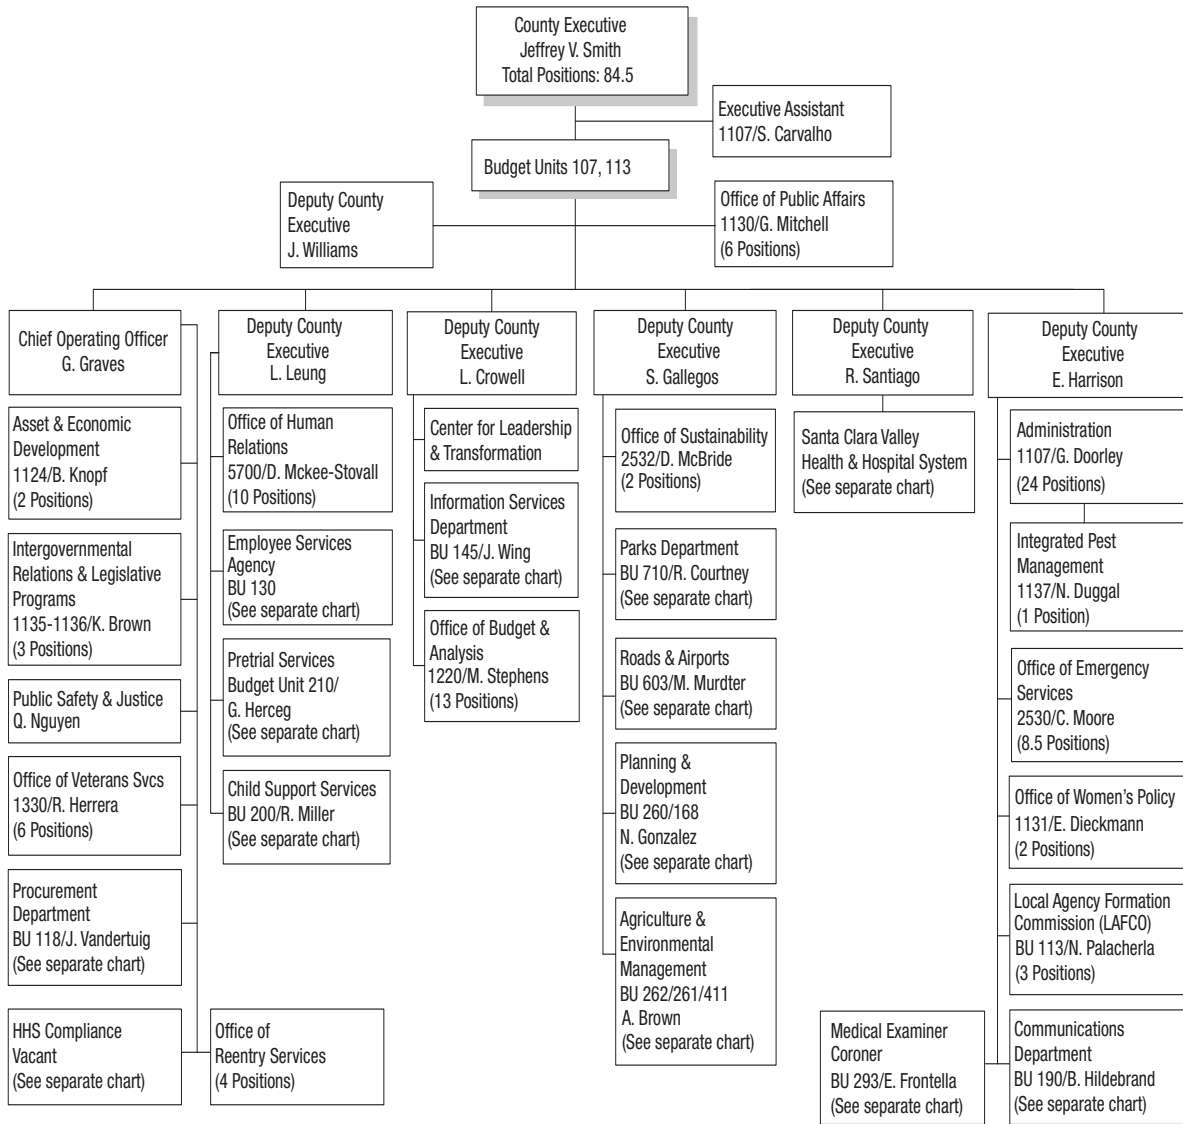 County Executive
Jeffrey V. Smith
Total Positions: 84.5
Executive Assistant
1107/S. Carvalho
Budget Units 107, 113
Deputy County
Executive
J. Williams
Office of Public Affairs
1130/G. Mitchell
(6 Positions)
Chief Operating Officer
G. Graves
Asset & Economic
Development
1124/B. Knopf
(2 Positions)
Intergovernmental
Relations & Legislative
Programs
1135-1136/K. Brown
(3 Positions)
Public Safety & Justice
Q. Nguyen
Office of Veterans Svcs
1330/R. Herrera
(6 Positions)
Procurement
Department
BU 118/J. Vandertuig
(See separate chart)
HHS Compliance
Vacant
(See separate chart)
Office of
Reentry Services
(4 Positions)
Deputy County
Executive
L. Leung
Office of Human
Relations
5700/D. Mckee-Stovall
(10 Positions)
Employee Services
Agency
BU 130
(See separate chart)
Pretrial Services
Budget Unit 210/
G. Herceg
(See separate chart)
Child Support Services
BU 200/R. Miller
(See separate chart)
Deputy County
Executive
L. Crowell
Center for Leadership
& Transformation
Information Services
Department
BU 145/J. Wing
(See separate chart)
Office of Budget &
Analysis
1220/M. Stephens
(13 Positions)
Deputy County
Executive
S. Gallegos
Office of Sustainability
2532/D. McBride
(2 Positions)
Parks Department
BU 710/R. Courtney
(See separate chart)
Roads & Airports
BU 603/M. Murdter
(See separate chart)
Planning &
Development
BU 260/168
N. Gonzalez
(See separate chart)
Agriculture &
Environmental
Management
BU 262/261/411
A. Brown
(See separate chart)
Deputy County
Executive
R. Santiago
Santa Clara Valley
Health & Hospital System
(See separate chart)
Deputy County
Executive
E. Harrison
Administration
1107/G. Doorley
(24 Positions)
Integrated Pest
Management
1137/N. Duggal
(1 Position)
Office of Emergency
Services
2530/C. Moore
(8.5 Positions)
Office of Women's Policy
1131/E. Dieckmann
(2 Positions)
Local Agency Formation
Commission (LAFCO)
BU 113/N. Palacherla
(3 Positions)
Medical Examiner
Coroner
BU 293/E. Frontella
(See separate chart)
Communications
Department
BU 190/B. Hildebrand
(See separate chart)